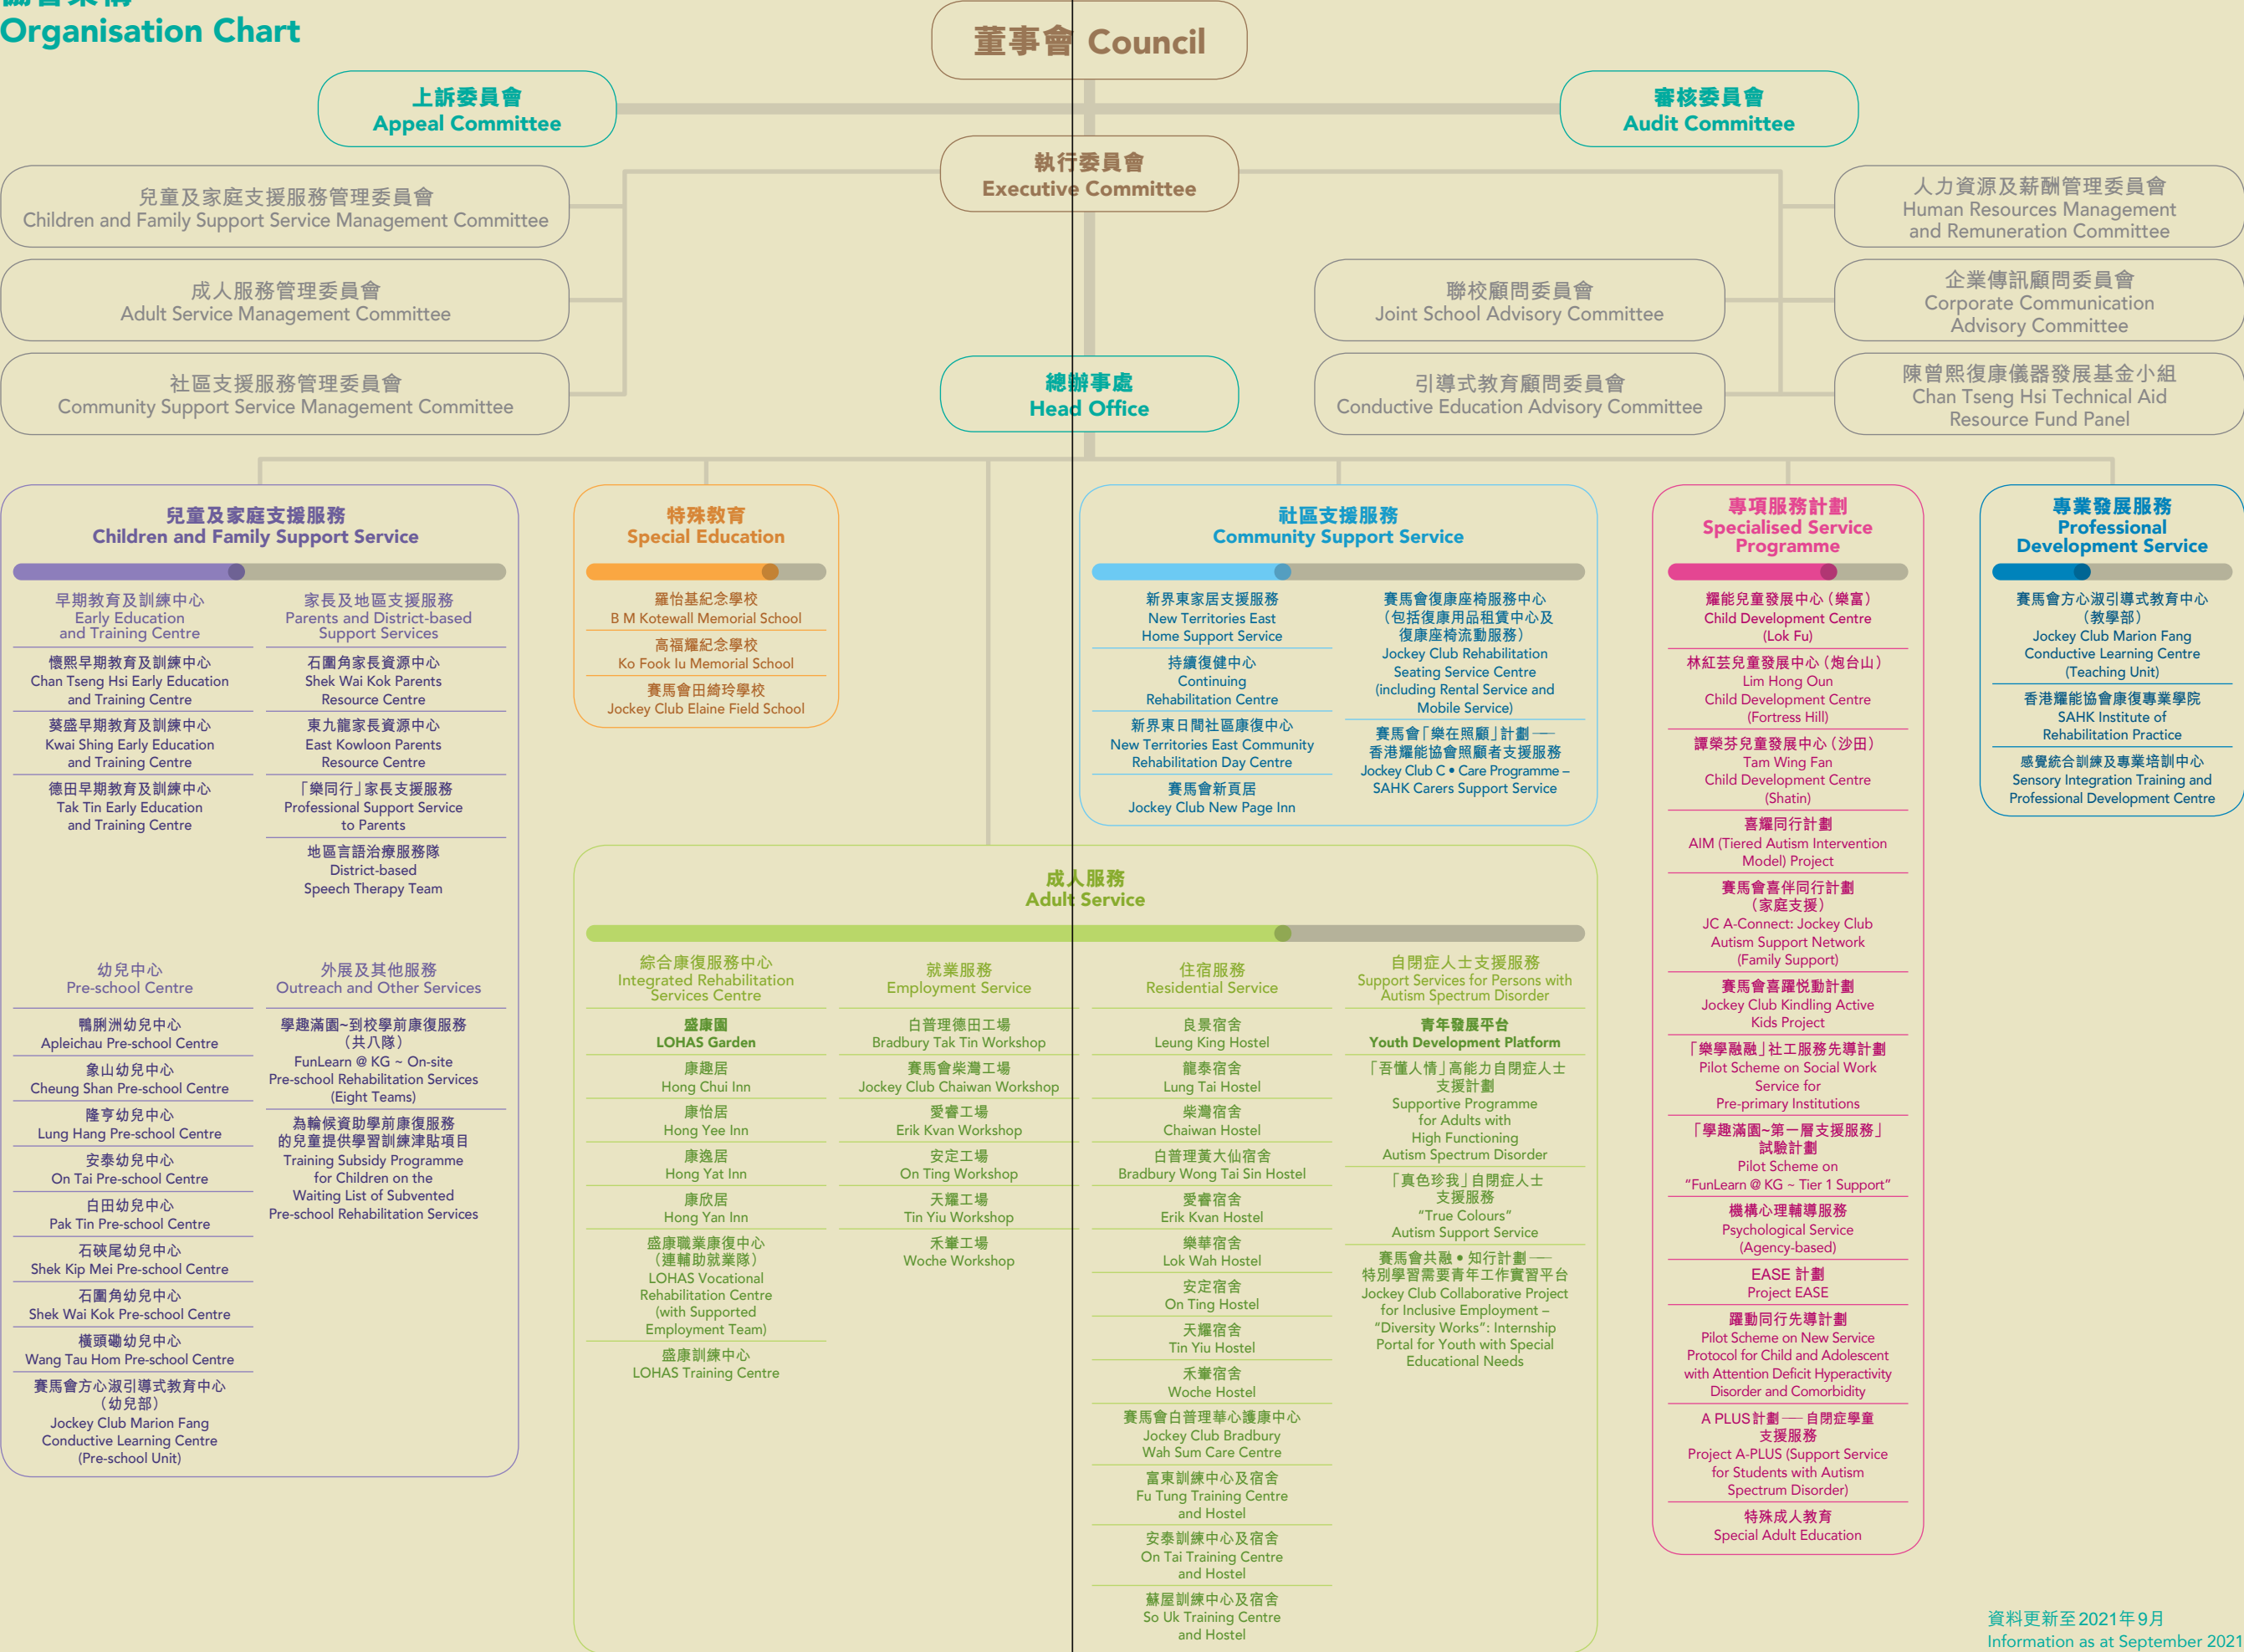 Organisation Chart
董事會 Council
上訴委員會
Appeal Committee
審核委員會
Audit Committee
執行委員會
Executive Committee
兒童及家庭支援服務管理委員會
Children and Family Support Service Management Committee
成人服務管理委員會
Adult Service Management Committee
社區支援服務管理委員會
Community Support Service Management Committee
人力資源及薪酬管理委員會
Human Resources Management
and Remuneration Committee
聯校顧問委員會
Joint School Advisory Committee
企業傳訊顧問委員會
Corporate Communication
Advisory Committee
引導式教育顧問委員會
Conductive Education Advisory Committee
陳曾熙復康儀器發展基金小組
Chan Tseng Hsi Technical Aid
Resource Fund Panel
總辦事處
Head Office
兒童及家庭支援服務
Children and Family Support Service
早期教育及訓練中心
Early Education
and Training Centre
懷熙早期教育及訓練中心
Chan Tseng Hsi Early Education
and Training Centre
葵盛早期教育及訓練中心
Kwai Shing Early Education
and Training Centre
德田早期教育及訓練中心
Tak Tin Early Education
and Training Centre
家長及地區支援服務
Parents and District-based
Support Services
石圍角家長資源中心
Shek Wai Kok Parents
Resource Centre
東九龍家長資源中心
East Kowloon Parents
Resource Centre
「樂同行」家長支援服務
Professional Support Service
to Parents
地區言語治療服務隊
District-based
Speech Therapy Team
幼兒中心
Pre-school Centre
鴨脷洲幼兒中心
Apleichau Pre-school Centre
象山幼兒中心
Cheung Shan Pre-school Centre
隆亨幼兒中心
Lung Hang Pre-school Centre
安泰幼兒中心
On Tai Pre-school Centre
白田幼兒中心
Pak Tin Pre-school Centre
石硤尾幼兒中心
Shek Kip Mei Pre-school Centre
石圍角幼兒中心
Shek Wai Kok Pre-school Centre
橫頭磡幼兒中心
Wang Tau Hom Pre-school Centre
賽馬會方心淑引導式教育中心
（幼兒部）
Jockey Club Marion Fang
Conductive Learning Centre
(Pre-school Unit)
外展及其他服務
Outreach and Other Services
學趣滿園~到校學前康復服務
（共八隊）
FunLearn @ KG ~ On-site
Pre-school Rehabilitation Services
(Eight Teams)
為輪候資助學前康復服務
的兒童提供學習訓練津貼項目
Training Subsidy Programme
for Children on the
Waiting List of Subvented
Pre-school Rehabilitation Services
特殊教育
Special Education
羅怡基紀念學校
B M Kotewall Memorial School
高福耀紀念學校
Ko Fook Iu Memorial School
賽馬會田綺玲學校
Jockey Club Elaine Field School
社區支援服務
Community Support Service
新界東家居支援服務
New Territories East
Home Support Service
持續復健中心
Continuing
Rehabilitation Centre
新界東日間社區康復中心
New Territories East Community
Rehabilitation Day Centre
賽馬會新頁居
Jockey Club New Page Inn
賽馬會復康座椅服務中心
（包括復康用品租賃中心及
復康座椅流動服務）
Jockey Club Rehabilitation
Seating Service Centre
(including Rental Service and
Mobile Service)
賽馬會「樂在照顧」計劃 ——
香港耀能協會照顧者支援服務
Jockey Club C • Care Programme –
SAHK Carers Support Service
成人服務
Adult Service
綜合康復服務中心
Integrated Rehabilitation
Services Centre
盛康園
LOHAS Garden
康趣居
Hong Chui Inn
康怡居
Hong Yee Inn
康逸居
Hong Yat Inn
康欣居
Hong Yan Inn
盛康職業康復中心
（連輔助就業隊）
LOHAS Vocational
Rehabilitation Centre
(with Supported
Employment Team)
盛康訓練中心
LOHAS Training Centre
就業服務
Employment Service
白普理德田工場
Bradbury Tak Tin Workshop
賽馬會柴灣工場
Jockey Club Chaiwan Workshop
愛睿工場
Erik Kvan Workshop
安定工場
On Ting Workshop
天耀工場
Tin Yiu Workshop
禾輋工場
Woche Workshop
住宿服務
Residential Service
良景宿舍
Leung King Hostel
龍泰宿舍
Lung Tai Hostel
柴灣宿舍
Chaiwan Hostel
白普理黃大仙宿舍
Bradbury Wong Tai Sin Hostel
愛睿宿舍
Erik Kvan Hostel
樂華宿舍
Lok Wah Hostel
安定宿舍
On Ting Hostel
天耀宿舍
Tin Yiu Hostel
禾輋宿舍
Woche Hostel
賽馬會白普理華心護康中心
Jockey Club Bradbury
Wah Sum Care Centre
富東訓練中心及宿舍
Fu Tung Training Centre
and Hostel
安泰訓練中心及宿舍
On Tai Training Centre
and Hostel
蘇屋訓練中心及宿舍
So Uk Training Centre
and Hostel
自閉症人士支援服務
Support Services for Persons with
Autism Spectrum Disorder
青年發展平台
Youth Development Platform
「吾懂人情」高能力自閉症人士
支援計劃
Supportive Programme
for Adults with
High Functioning
Autism Spectrum Disorder
「真色珍我」自閉症人士
支援服務
“True Colours”
Autism Support Service
賽馬會共融 • 知行計劃 ——
特別學習需要青年工作實習平台
Jockey Club Collaborative Project
for Inclusive Employment –
“Diversity Works”: Internship
Portal for Youth with Special
Educational Needs
專項服務計劃
Specialised Service
Programme
耀能兒童發展中心（樂富）
Child Development Centre
(Lok Fu)
林紅芸兒童發展中心（炮台山）
Lim Hong Oun
Child Development Centre
(Fortress Hill)
譚榮芬兒童發展中心（沙田）
Tam Wing Fan
Child Development Centre
(Shatin)
喜耀同行計劃
AIM (Tiered Autism Intervention
Model) Project
賽馬會喜伴同行計劃
（家庭支援）
JC A-Connect: Jockey Club
Autism Support Network
(Family Support)
賽馬會喜躍悅動計劃
Jockey Club Kindling Active
Kids Project
「樂學融融」社工服務先導計劃
Pilot Scheme on Social Work
Service for
Pre-primary Institutions
「學趣滿園~第一層支援服務」
試驗計劃
Pilot Scheme on
“FunLearn @ KG ~ Tier 1 Support”
機構心理輔導服務
Psychological Service
(Agency-based)
EASE 計劃
Project EASE
躍動同行先導計劃
Pilot Scheme on New Service
Protocol for Child and Adolescent
with Attention Deficit Hyperactivity
Disorder and Comorbidity
A PLUS計劃 —— 自閉症學童
支援服務
Project A-PLUS (Support Service
for Students with Autism
Spectrum Disorder)
特殊成人教育
Special Adult Education
專業發展服務
Professional
Development Service
賽馬會方心淑引導式教育中心
（教學部）
Jockey Club Marion Fang
Conductive Learning Centre
(Teaching Unit)
香港耀能協會康復專業學院
SAHK Institute of
Rehabilitation Practice
感覺統合訓練及專業培訓中心
Sensory Integration Training and
Professional Development Centre
資料更新至2021年9月
Information as at September 2021